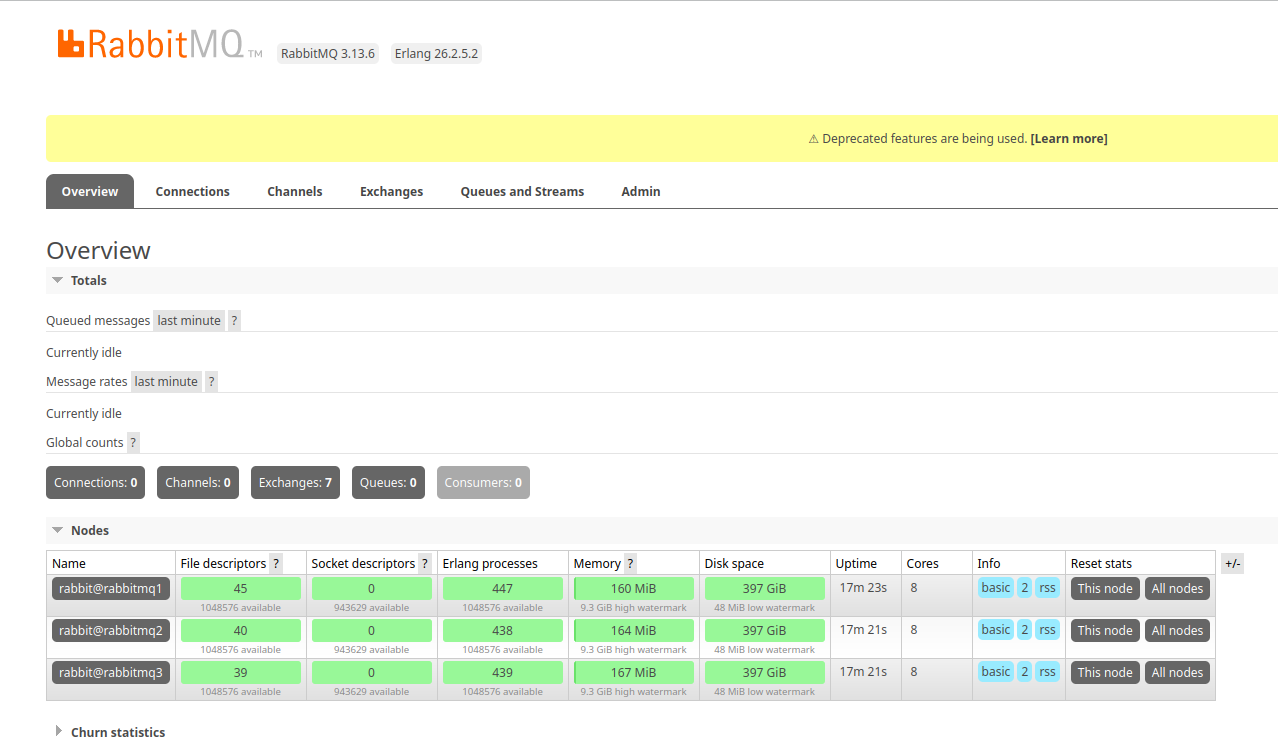 RabbitMQ TM RabbitMQ 3.13.6 Erlang 26.2.5.2
⚠ Deprecated features are being used. [Learn more]
Overview Connections Channels Exchanges Queues and Streams Admin
Overview
Totals
Queued messages last minute ?
Currently idle
Message rates last minute ?
Currently idle
Global counts ?
Connections: 0 Channels: 0 Exchanges: 7 Queues: 0 Consumers: 0
Nodes
Name File descriptors ? Socket descriptors ? Erlang processes Memory ? Disk space Uptime Cores Info Reset stats +/-
rabbit@rabbitmq1 45 0 447 160 MiB 397 GiB 17m 23s 8 basic 2 rss This node All nodes
1048576 available 943629 available 1048576 available 9.3 GiB high watermark 48 MiB low watermark
rabbit@rabbitmq2 40 0 438 164 MiB 397 GiB 17m 21s 8 basic 2 rss This node All nodes
1048576 available 943629 available 1048576 available 9.3 GiB high watermark 48 MiB low watermark
rabbit@rabbitmq3 39 0 439 167 MiB 397 GiB 17m 21s 8 basic 2 rss This node All nodes
1048576 available 943629 available 1048576 available 9.3 GiB high watermark 48 MiB low watermark
Churn statistics